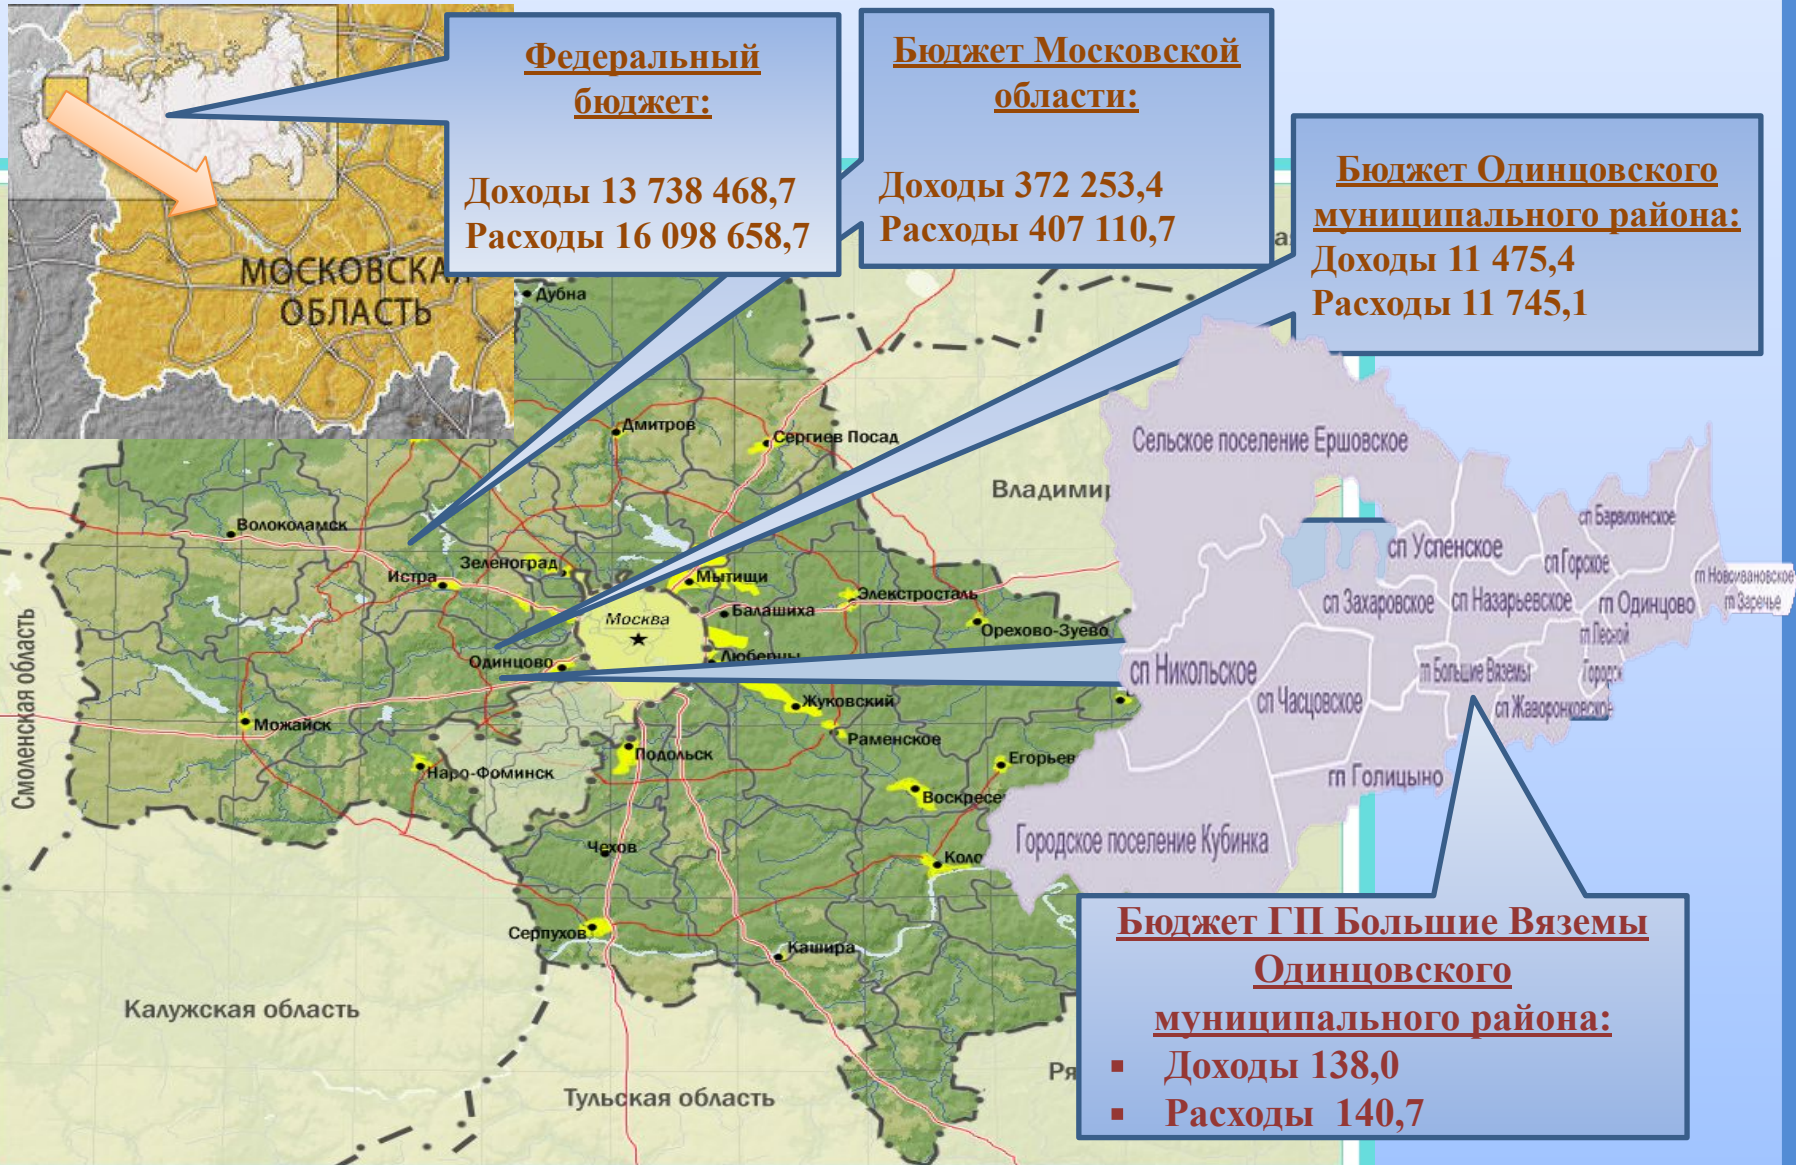 Федеральный
бюджет:
Доходы 13 738 468,7
Расходы 16 098 658,7
Бюджет Московской
области:
Доходы 372 253,4
Расходы 407 110,7
Бюджет Одинцовского
муниципального района:
Доходы 11 475,4
Расходы 11 745,1
ОБЛАСТЬ
Дубна
Дмитров
Сергиев Посад
Волоколамск
Зеленоград
Истра
Мытищи
Балашиха
Элекстросталь
Москва
Орехово-Зуево
Одинцово
Люберцы
Жуковский
Можайск
Раменское
Подольск
Наро-Фоминск
Чехов
Серпухов
Кашира
Смоленская область
Калужская область
Тульская область
Сельское поселение Ершовское
сп Барвихинское
сп Успенское
сп Горское
гп Новоивановское
гп Заречье
сп Захаровское
сп Назарьевское
гп Одинцово
гп Лесной
Городок
сп Никольское
гп Большие Вяземы
сп Часцовское
сп Жаворонковское
гп Голицыно
Городское поселение Кубинка
Бюджет ГП Большие Вяземы
Одинцовского
муниципального района:
▪ Доходы 138,0
▪ Расходы 140,7